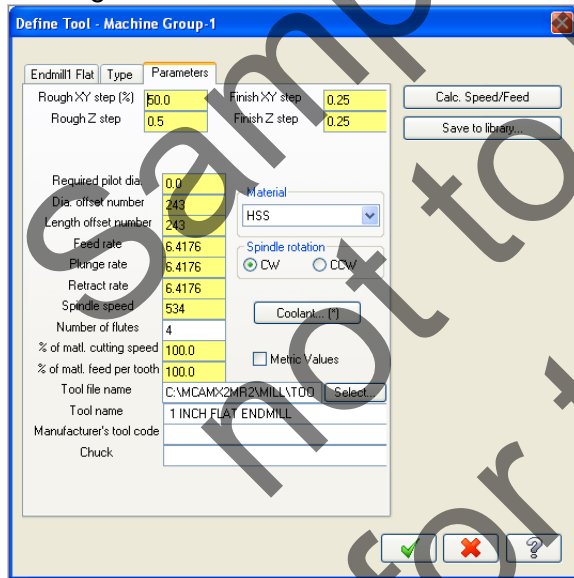 Define Tool - Machine Group-1
Endmill1 Flat Type Parameters
Rough XY step (%) 50.0 Finish XY step 0.25 Calc. Speed/Feed
Rough Z step 0.5 Finish Z step 0.25 Save to library...
Required pilot dia. 0.0
Material
Dia. offset number 243
HSS
Length offset number 243
Feed rate 6.4176
Spindle rotation
Plunge rate 6.4176 CW CCW
Retract rate 6.4176
Spindle speed 534 Coolant... (*)
Number of flutes 4
% of matl. cutting speed 100.0 Metric Values
% of matl. feed per tooth 100.0
Tool file name C:\MCAMX2MR2\MILL\TOO Select...
Tool name 1 INCH FLAT ENDMILL
Manufacturer's tool code
Chuck
sample
not to
for